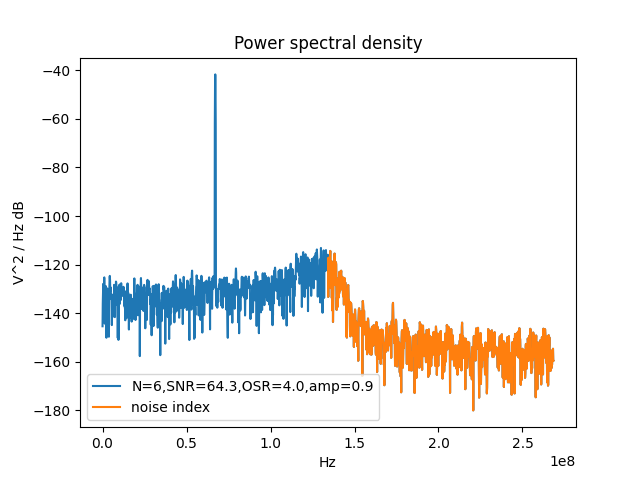 Power spectral density
V^2 / Hz dB
−40
−60
−80
−100
−120
−140
−160
−180
N=6,SNR=64.3,OSR=4.0,amp=0.9
noise index
0.0 0.5 1.0 1.5 2.0 2.5
1e8
Hz